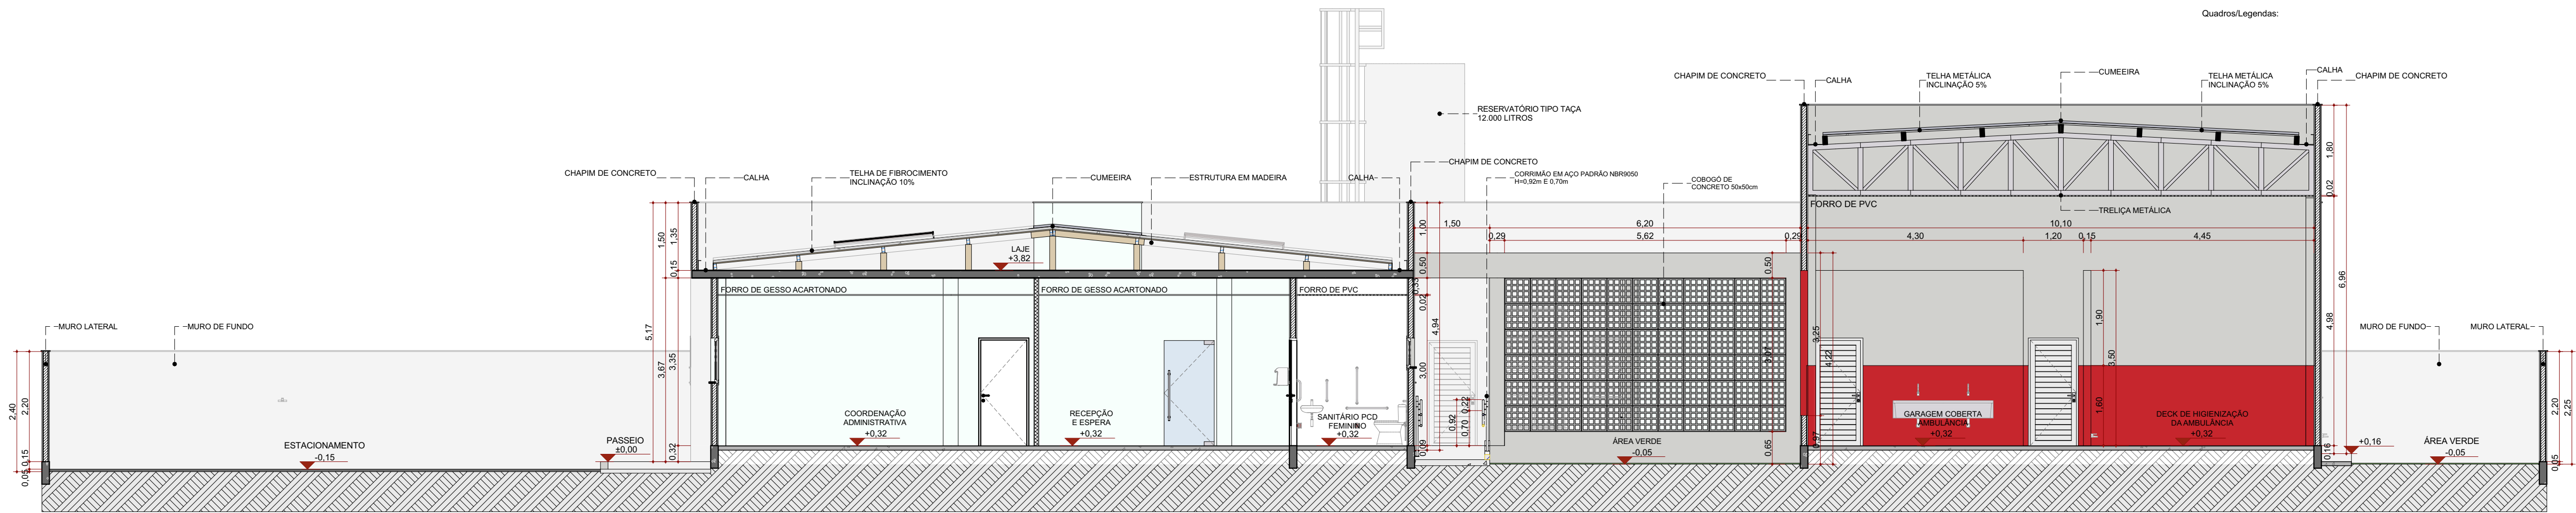 Quadros/Legendas:
CHAPIM DE CONCRETO
CALHA
TELHA METÁLICA
INCLINAÇÃO 5%
CUMEEIRA
TELHA METÁLICA
INCLINAÇÃO 5%
CALHA
CHAPIM DE CONCRETO
RESERVATÓRIO TIPO TAÇA
12.000 LITROS
CHAPIM DE CONCRETO
CALHA
TELHA DE FIBROCIMENTO
INCLINAÇÃO 10%
CUMEEIRA
ESTRUTURA EM MADEIRA
CALHA
CHAPIM DE CONCRETO
CORRIMÃO EM AÇO PADRÃO NBR9050
H=0,92m E 0,70m
COBOGÓ DE
CONCRETO 50x50cm
FORRO DE PVC
TRELIÇA METÁLICA
1,80
0,02
6,96
4,98
1,50
6,20
10,10
0,29
5,62
0,29
4,30
1,20
0,15
4,45
1,50
1,35
0,15
5,17
3,67
3,35
0,32
LAJE
+3,82
1,00
0,50
0,33
0,02
4,94
3,00
0,09
0,50
3,07
0,65
3,25
4,22
0,97
1,90
3,50
1,60
FORRO DE GESSO ACARTONADO
FORRO DE GESSO ACARTONADO
FORRO DE PVC
MURO LATERAL
MURO DE FUNDO
MURO DE FUNDO
MURO LATERAL
2,40
2,20
0,15
0,05
0,92
0,70
0,22
ESTACIONAMENTO
-0,15
PASSEIO
±0,00
COORDENAÇÃO
ADMINISTRATIVA
+0,32
RECEPÇÃO
E ESPERA
+0,32
SANITÁRIO PCD
FEMININO
+0,32
ÁREA VERDE
-0,05
GARAGEM COBERTA
AMBULÂNCIA
+0,32
DECK DE HIGIENIZAÇÃO
DA AMBULÂNCIA
+0,32
0,16
+0,16
ÁREA VERDE
-0,05
2,20
2,25
0,05